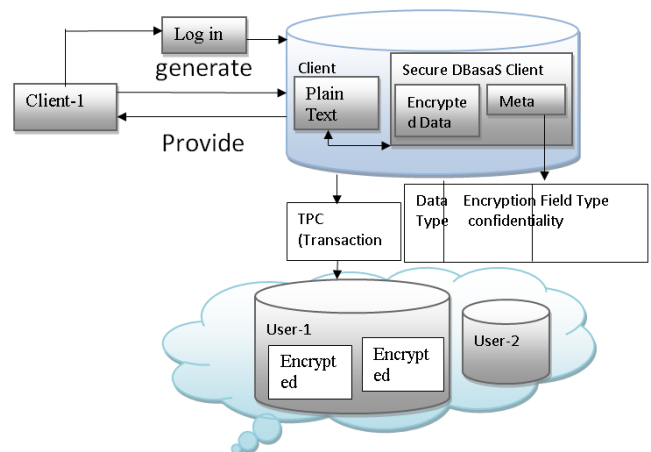 Log in
generate
Client-1
Provide
Client
Plain
Text
Secure DBasaS Client
Encrypte
d Data
Meta
Data
Type
Encryption Field Type
confidentiality
TPC
(Transaction
User-1
Encrypt
ed
Encrypt
ed
User-2